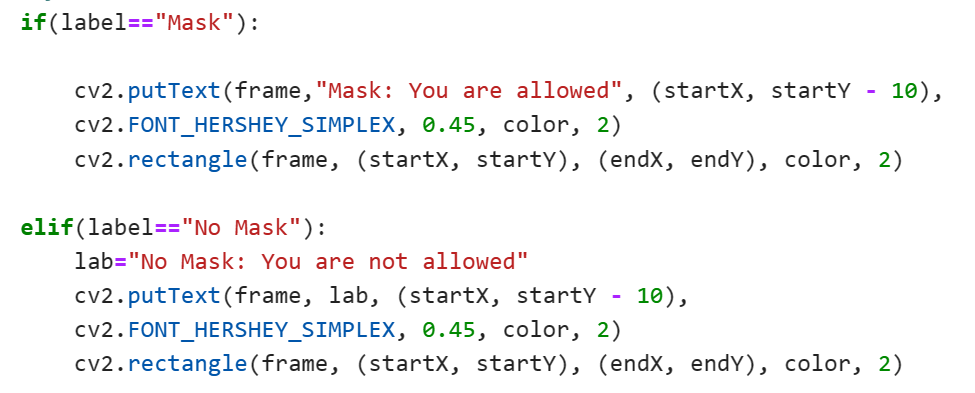 if(label=="Mask"):
cv2.putText(frame,"Mask: You are allowed", (startX, startY - 10),
cv2.FONT_HERSHEY_SIMPLEX, 0.45, color, 2)
cv2.rectangle(frame, (startX, startY), (endX, endY), color, 2)
elif(label=="No Mask"):
lab="No Mask: You are not allowed"
cv2.putText(frame, lab, (startX, startY - 10),
cv2.FONT_HERSHEY_SIMPLEX, 0.45, color, 2)
cv2.rectangle(frame, (startX, startY), (endX, endY), color, 2)